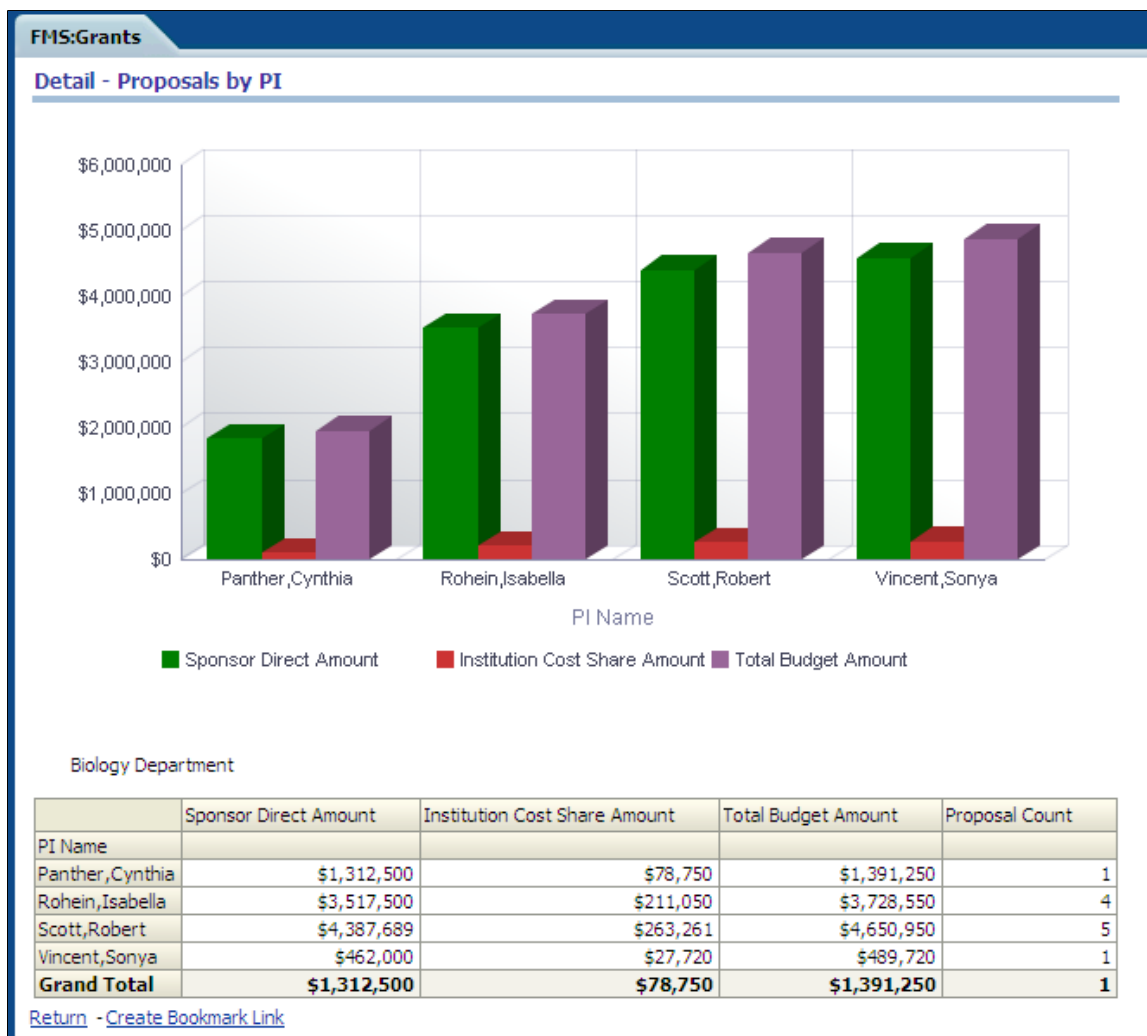 FMS:Grants
Detail - Proposals by PI
$6,000,000
$5,000,000
$4,000,000
$3,000,000
$2,000,000
$1,000,000
$0
Panther,Cynthia Rohein,Isabella Scott,Robert Vincent,Sonya
PI Name
Sponsor Direct Amount Institution Cost Share Amount Total Budget Amount
Biology Department
Sponsor Direct Amount Institution Cost Share Amount Total Budget Amount Proposal Count
PI Name
Panther,Cynthia $1,312,500 $78,750 $1,391,250 1
Rohein,Isabella $3,517,500 $211,050 $3,728,550 4
Scott,Robert $4,387,689 $263,261 $4,650,950 5
Vincent,Sonya $462,000 $27,720 $489,720 1
Grand Total $1,312,500 $78,750 $1,391,250 1
Return - Create Bookmark Link